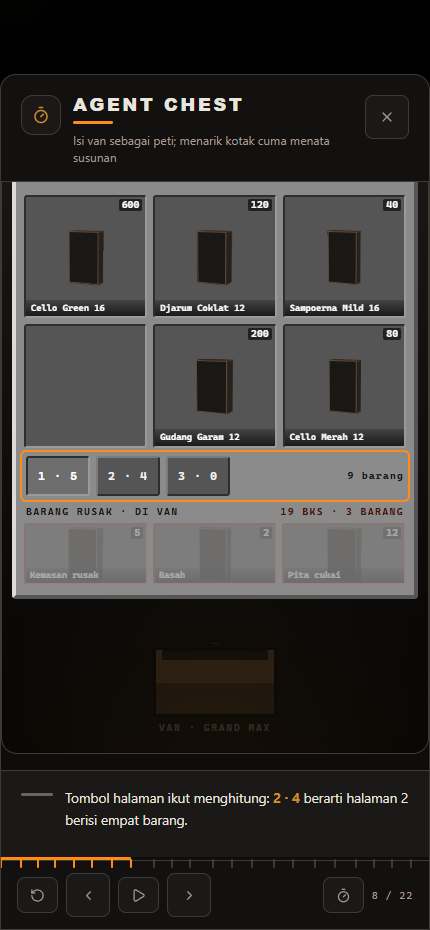 AGENT CHEST
Isi van sebagai peti; menarik kotak cuma menata
susunan
600
120
40
Cello Green 16
Djarum Coklat 12
Sampoerna Mild 16
200
80
Gudang Garam 12
Cello Merah 12
1 · 5
2 · 4
3 · 0
9 barang
BARANG RUSAK · DI VAN
19 BKS · 3 BARANG
5
2
12
Kemasan rusak
Basah
Pita cukai
VAN · GRAND MAX
Tombol halaman ikut menghitung: 2 · 4 berarti halaman 2
berisi empat barang.
8 / 22